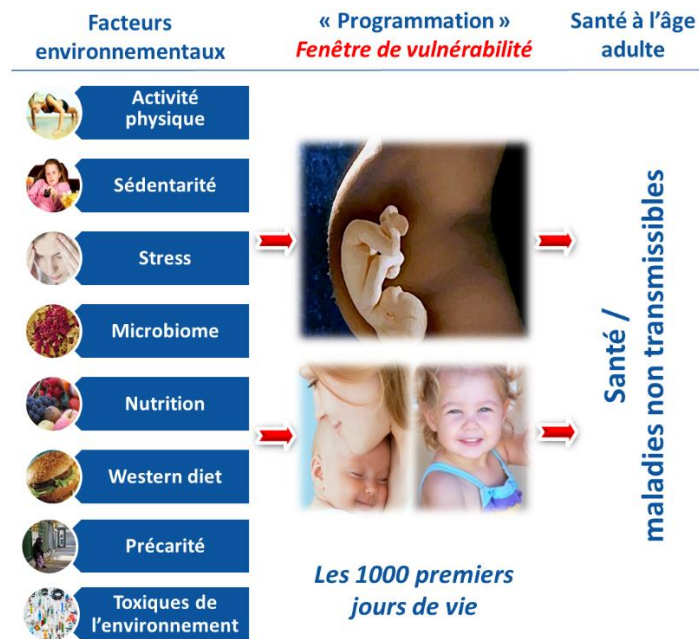 Facteurs
environnementaux
« Programmation »
Fenêtre de vulnérabilité
Santé à l’âge
adulte
Activité
physique
Sédentarité
Stress
Microbiome
Nutrition
Western diet
Précarité
Toxiques de
l’environnement
Les 1000 premiers
jours de vie
Santé /
maladies non transmissibles